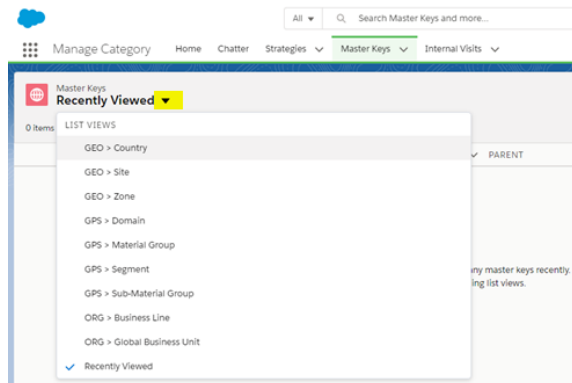 All
Search Master Keys and more...
Manage Category
Home
Chatter
Strategies
Master Keys
Internal Visits
Master Keys
Recently Viewed
0 items
LIST VIEWS
PARENT
GEO > Country
GEO > Site
GEO > Zone
GPS > Domain
GPS > Material Group
GPS > Segment
any master keys recently.
ing list views.
GPS > Sub-Material Group
ORG > Business Line
ORG > Global Business Unit
Recently Viewed